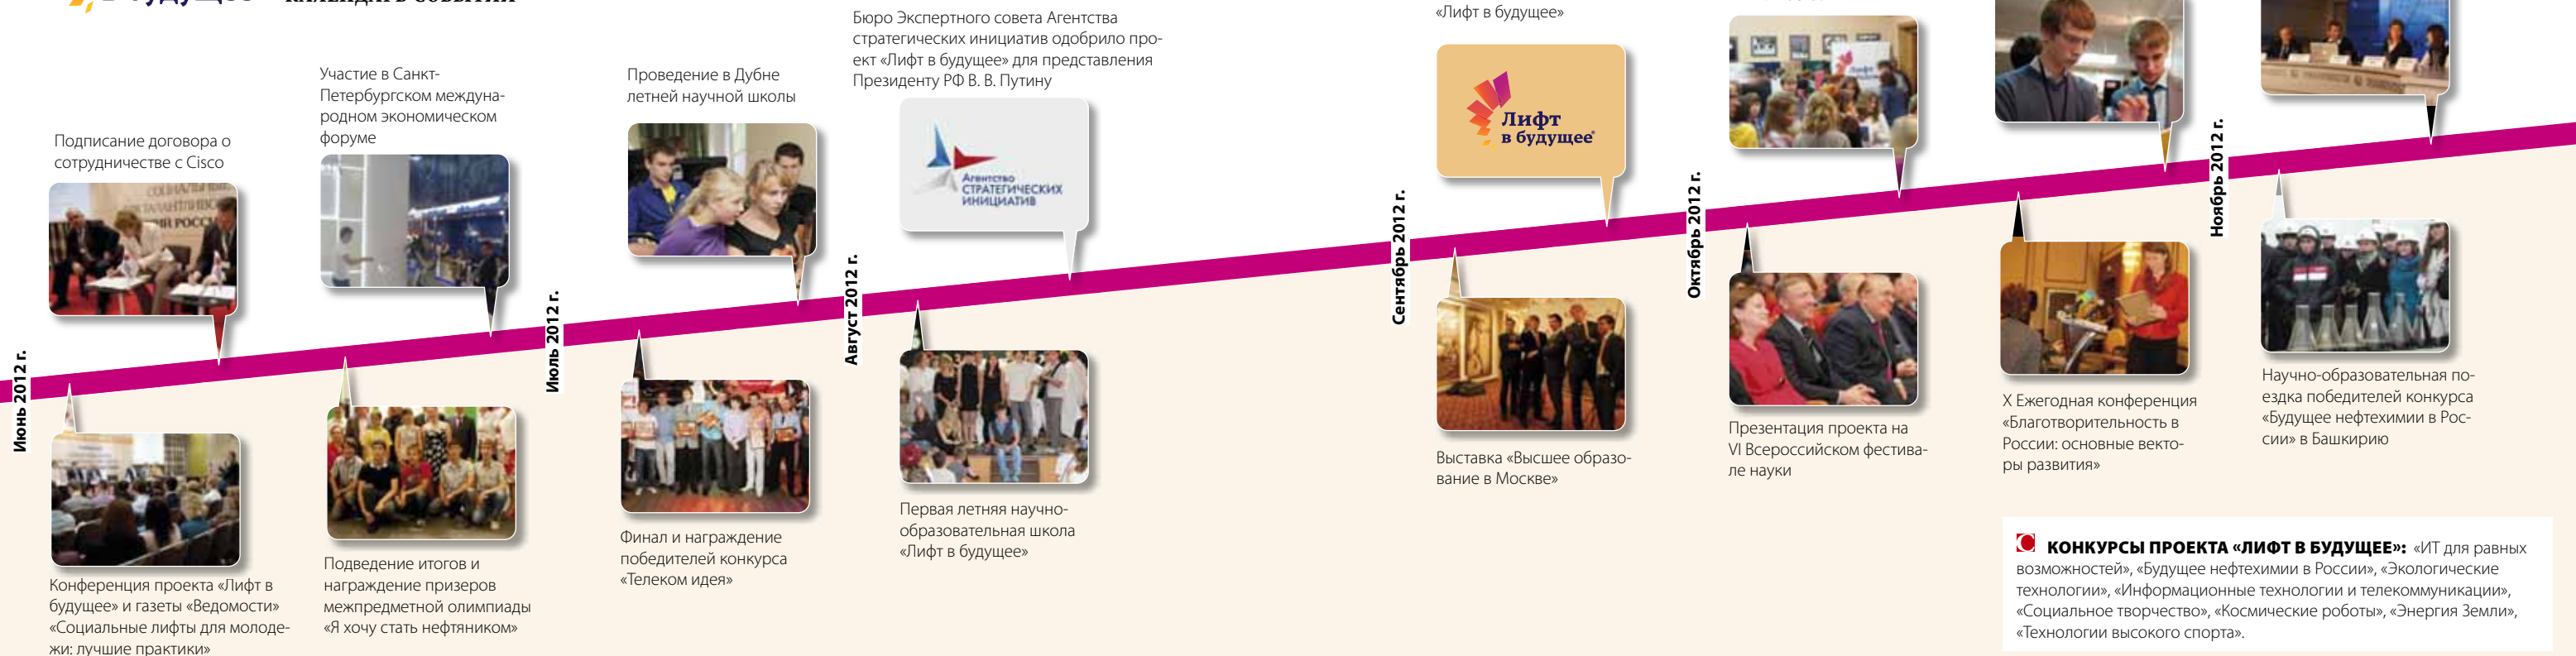 в будущее
КАЛЕНДАРЬ СОБЫТИЙ
Июнь 2012 г.
Подписание договора о
сотрудничестве с Cisco
Конференция проекта «Лифт в
будущее» и газеты «Ведомости»
«Социальные лифты для молоде-
жи: лучшие практики»
Участие в Санкт-
Петербургском междуна-
родном экономическом
форуме
Подведение итогов и
награждение призеров
межпредметной олимпиады
«Я хочу стать нефтяником»
Июль 2012 г.
Проведение в Дубне
летней научной школы
Финал и награждение
победителей конкурса
«Телеком идея»
Август 2012 г.
Бюро Экспертного совета Агентства
стратегических инициатив одобрило про-
ект «Лифт в будущее» для представления
Президенту РФ В. В. Путину
Агентство
СТРАТЕГИЧЕСКИХ
ИНИЦИАТИВ
Первая летняя научно-
образовательная школа
«Лифт в будущее»
Сентябрь 2012 г.
«Лифт в будущее»
Лифт
в будущее®
Выставка «Высшее образо-
вание в Москве»
Октябрь 2012 г.
Презентация проекта на
VI Всероссийском фестива-
ле науки
X Ежегодная конференция
«Благотворительность в
России: основные векто-
ры развития»
Ноябрь 2012 г.
Научно-образовательная по-
ездка победителей конкурса
«Будущее нефтехимии в Рос-
сии» в Башкирию
КОНКУРСЫ ПРОЕКТА «ЛИФТ В БУДУЩЕЕ»: «ИТ для равных
возможностей», «Будущее нефтехимии в России», «Экологические
технологии», «Информационные технологии и телекоммуникации»,
«Социальное творчество», «Космические роботы», «Энергия Земли»,
«Технологии высокого спорта».